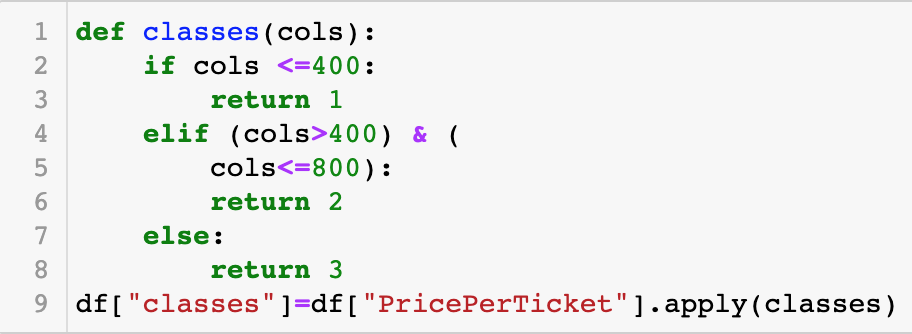 1 def classes(cols):
2     if cols <=400:
3         return 1
4     elif (cols>400) & (
5         cols<=800):
6         return 2
7     else:
8         return 3
9 df["classes"]=df["PricePerTicket"].apply(classes)